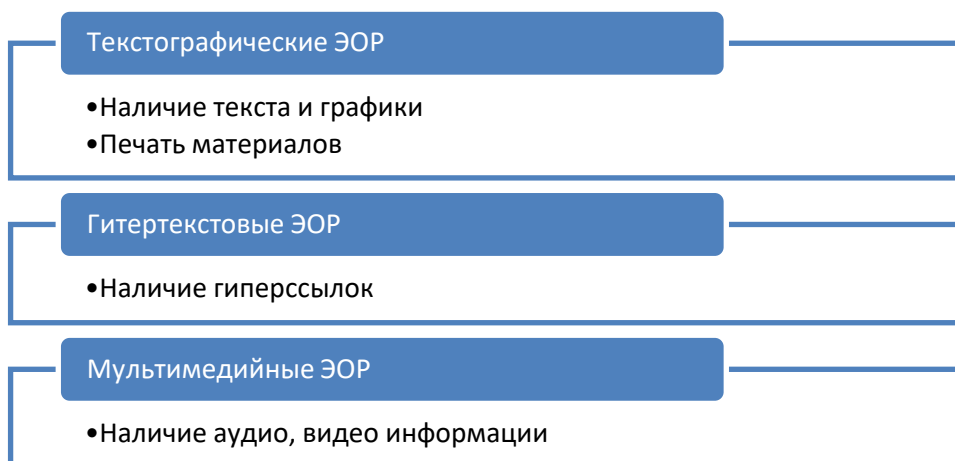 Текстографические ЭОР
•Наличие текста и графики
•Печать материалов
Гитертекстовые ЭОР
•Наличие гиперссылок
Мультимедийные ЭОР
•Наличие аудио, видео информации